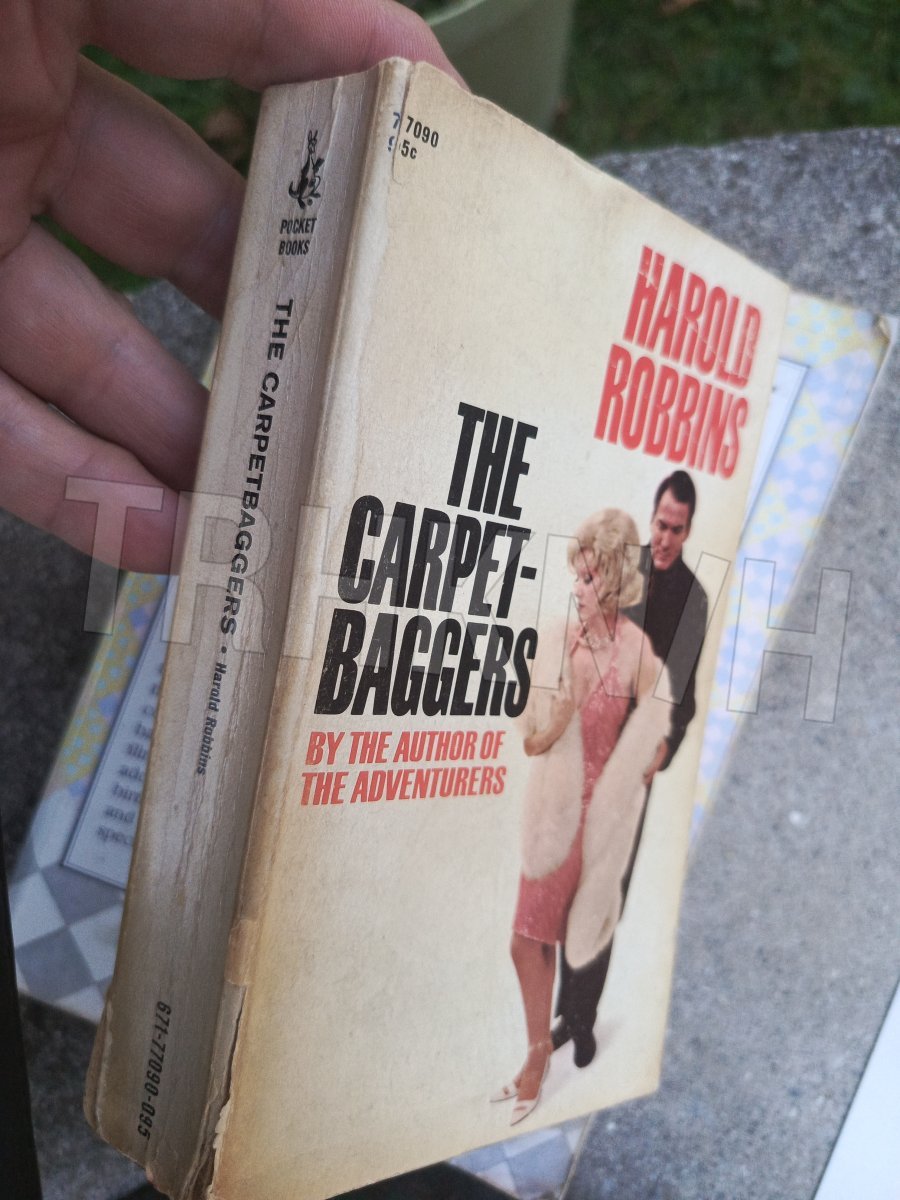 77090
95c
HAROLD
ROBBINS
THE
CARPET-
BAGGERS
BY THE AUTHOR OF
THE ADVENTURERS
POCKET
BOOKS
THE CARPETBAGGERS • Harold Robbins
671-77090-095
and